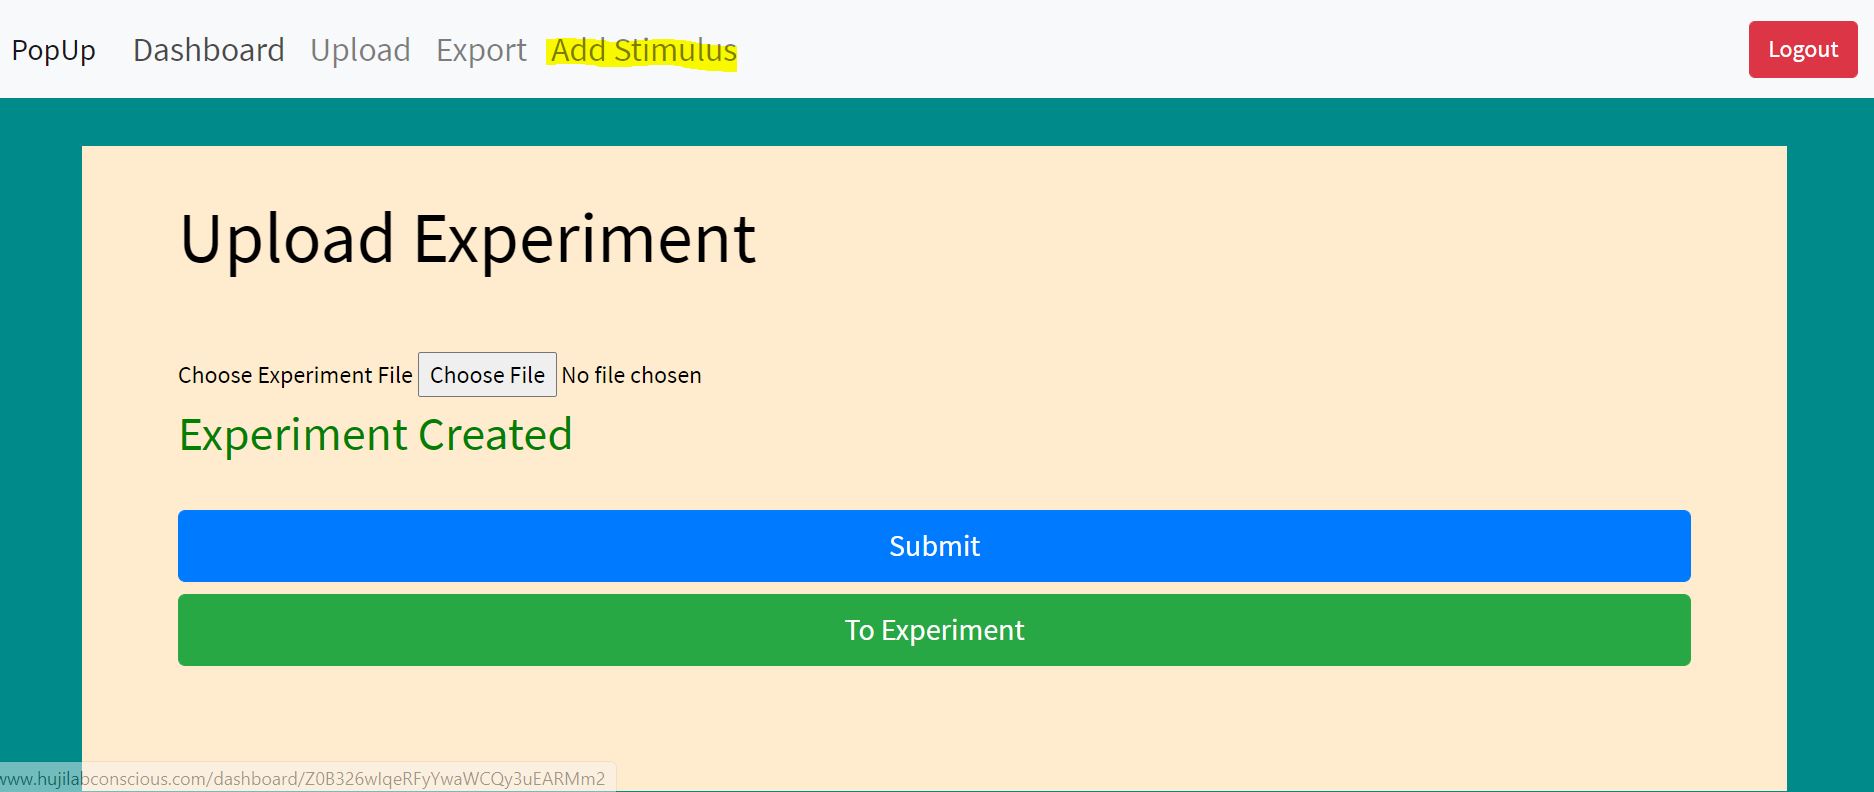 PopUp Dashboard Upload Export Add Stimulus Logout
Upload Experiment
Choose Experiment File Choose File No file chosen
Experiment Created
Submit
To Experiment
www.hujilabconscious.com/dashboard/Z0B326wIqeRFyYwaWCQy3uEARMm2